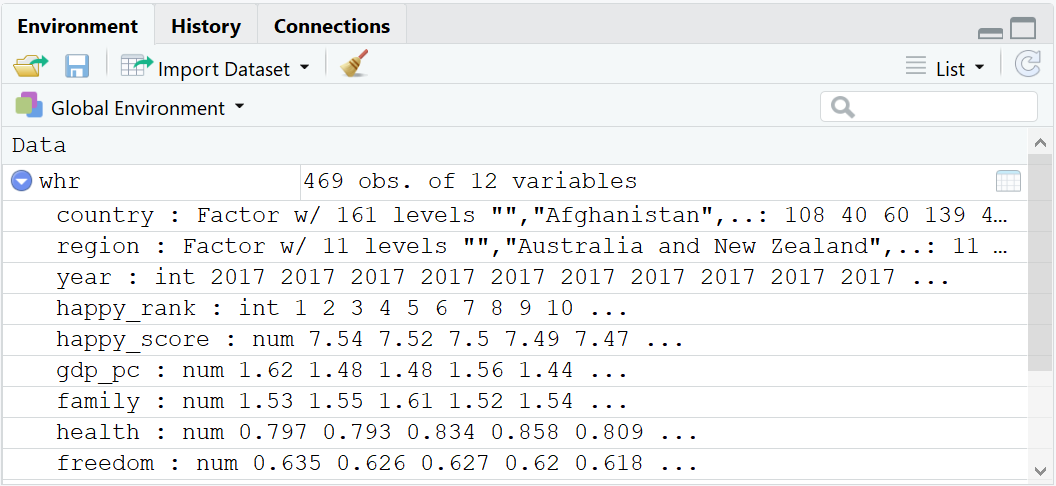 Environment History Connections
Import Dataset List
Global Environment
Data
whr 469 obs. of 12 variables
country : Factor w/ 161 levels "","Afghanistan",..: 108 40 60 139 4…
region : Factor w/ 11 levels "","Australia and New Zealand",..: 11 …
year : int 2017 2017 2017 2017 2017 2017 2017 2017 2017 2017 ...
happy_rank : int 1 2 3 4 5 6 7 8 9 10 ...
happy_score : num 7.54 7.52 7.5 7.49 7.47 ...
gdp_pc : num 1.62 1.48 1.48 1.56 1.44 ...
family : num 1.53 1.55 1.61 1.52 1.54 ...
health : num 0.797 0.793 0.834 0.858 0.809 ...
freedom : num 0.635 0.626 0.627 0.62 0.618 ...